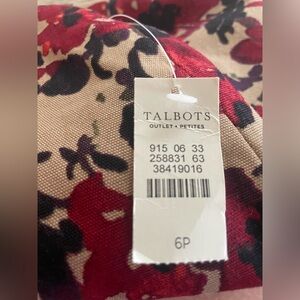 TALBOTS
OUTLET • PETITES
915 06 33
258831 63
38419016
6P